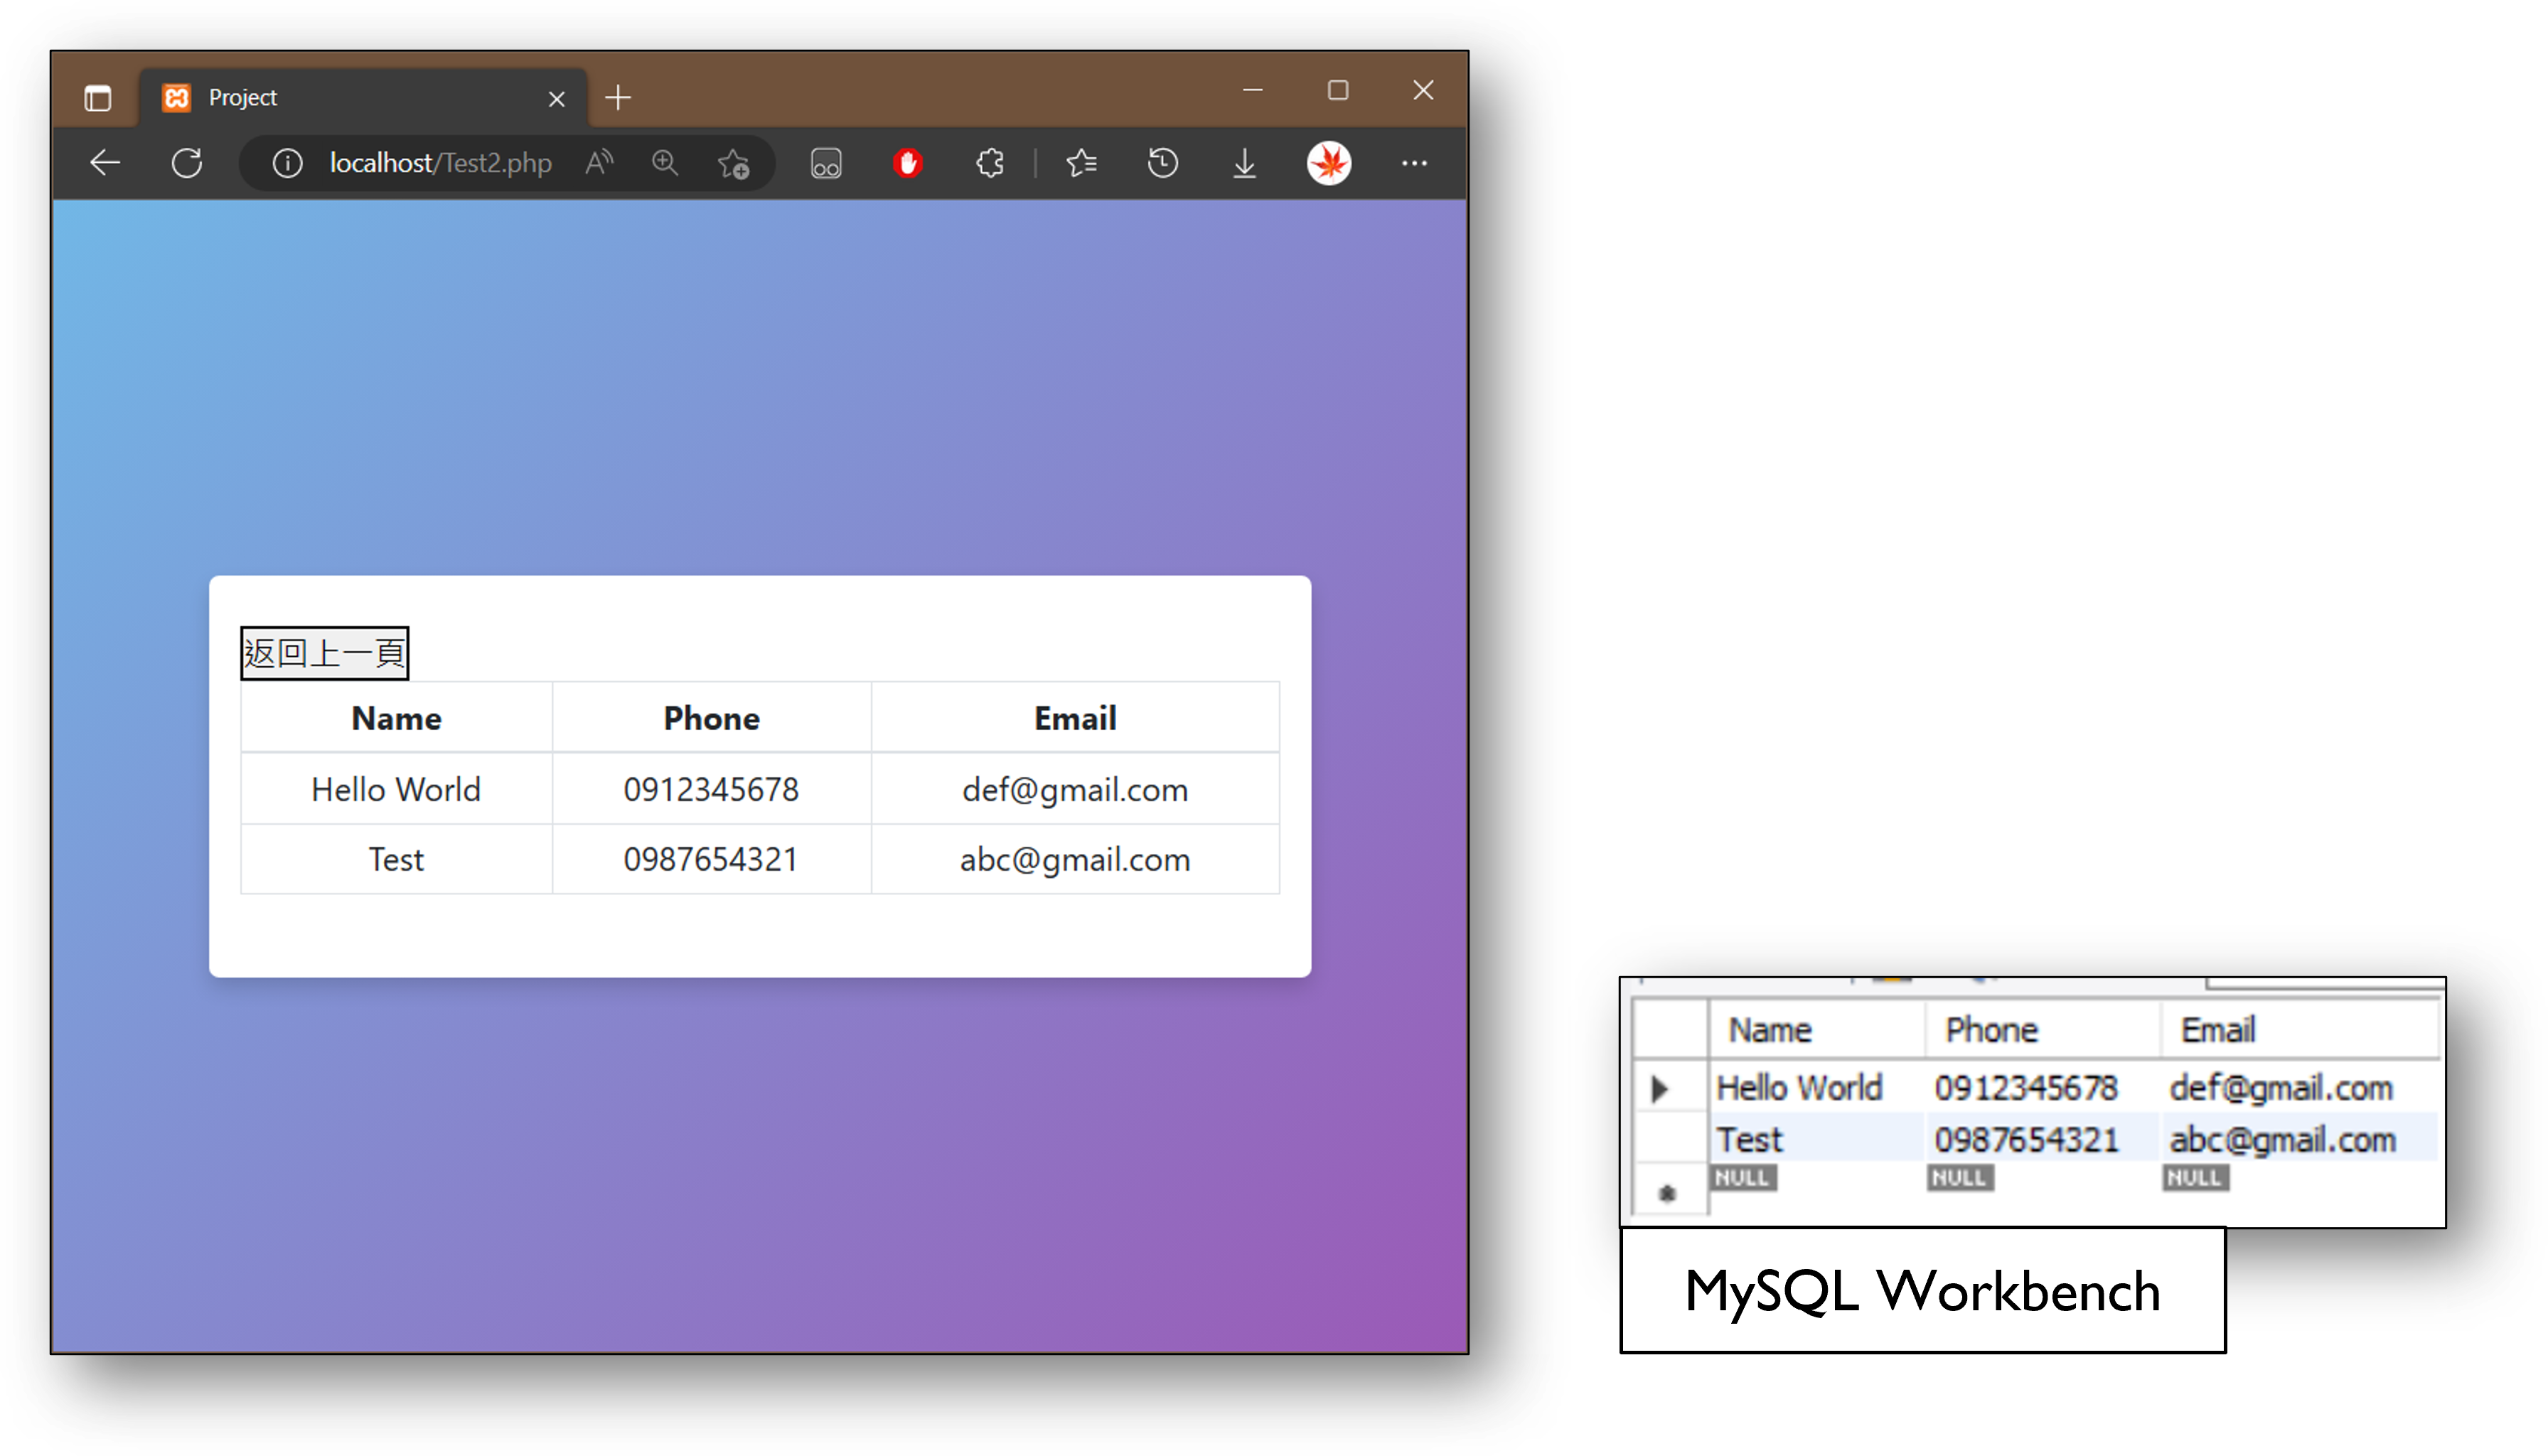 Project
localhost/Test2.php
返回上一頁
Name Phone Email
Hello World 0912345678 def@gmail.com
Test 0987654321 abc@gmail.com
Name Phone Email
Hello World 0912345678 def@gmail.com
Test 0987654321 abc@gmail.com
NULL NULL NULL
MySQL Workbench